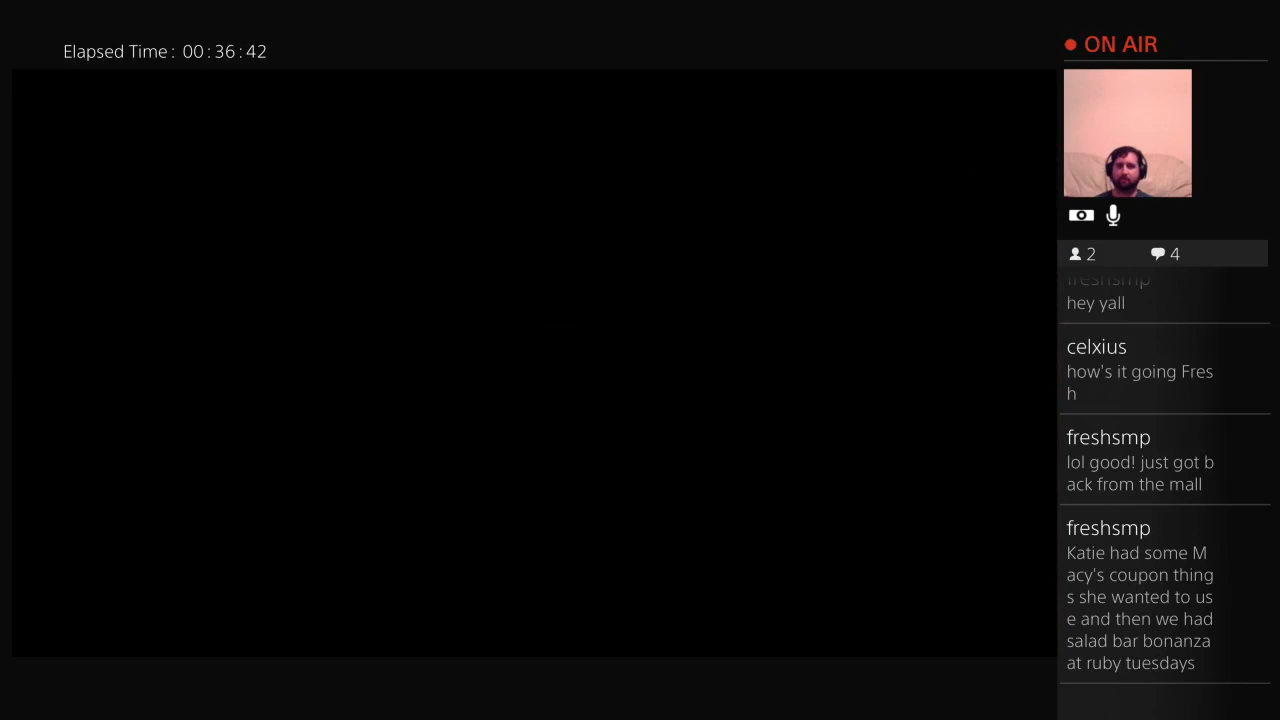 Elapsed Time: 00:36:42
ON AIR
2
4
freshsmp
hey yall
celxius
how's it going Fres
h
freshsmp
lol good! just got b
ack from the mall
freshsmp
Katie had some M
acy's coupon thing
s she wanted to us
e and then we had
salad bar bonanza
at ruby tuesdays